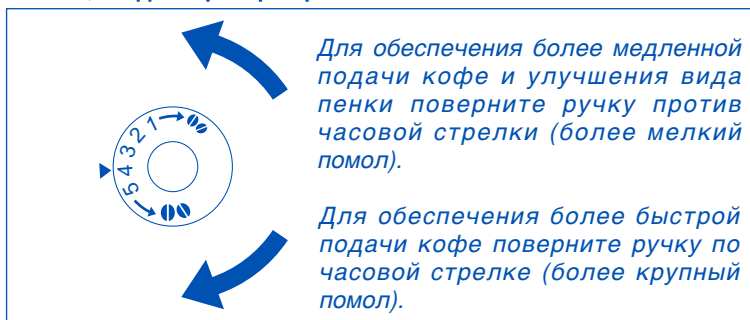 Для обеспечения более медленной
подачи кофе и улучшения вида
пенки поверните ручку против
часовой стрелки (более мелкий
помол).
1
2
3
4
5
Для обеспечения более быстрой
подачи кофе поверните ручку по
часовой стрелке (более крупный
помол).